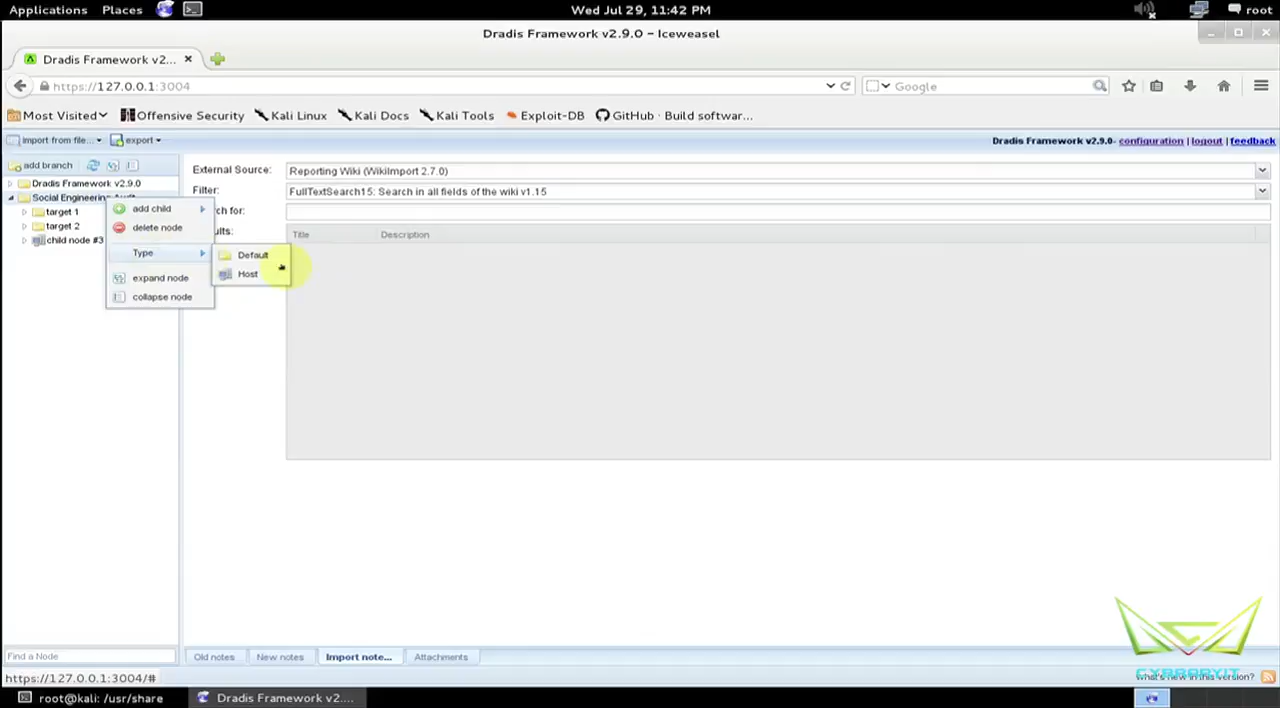 Applications Places Wed Jul 29, 11:42 PM root
Dradis Framework v2.9.0 – Iceweasel
Dradis Framework v2...
https://127.0.0.1:3004 Google
Most Visited Offensive Security Kali Linux Kali Docs Kali Tools Exploit-DB GitHub · Build softwar...
import from file... export Dradis Framework v2.9.0- configuration | logout | feedback
add branch
External Source: Reporting Wiki (WikiImport 2.7.0)
Dradis Framework v2.9.0
Filter: FullTextSearch15: Search in all fields of the wiki v1.15
Social Engineering Audit
add child
target 1
delete node
target 2
child node #3
ch for:
ults: Title Description
Type
Default
Host
expand node
collapse node
Find a Node
Old notes New notes Import note... Attachments
https://127.0.0.1:3004/#
What's new in this version?
CYBRARY.IT
root@kali: /usr/share Dradis Framework v2....